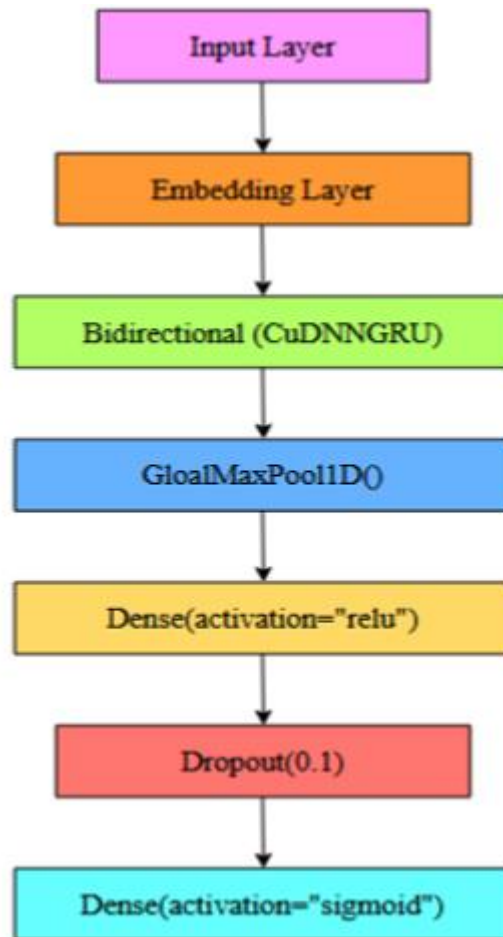 Input Layer
Embedding Layer
Bidirectional (CuDNNGRU)
GloalMaxPool1D()
Dense(activation="relu")
Dropout(0.1)
Dense(activation="sigmoid")